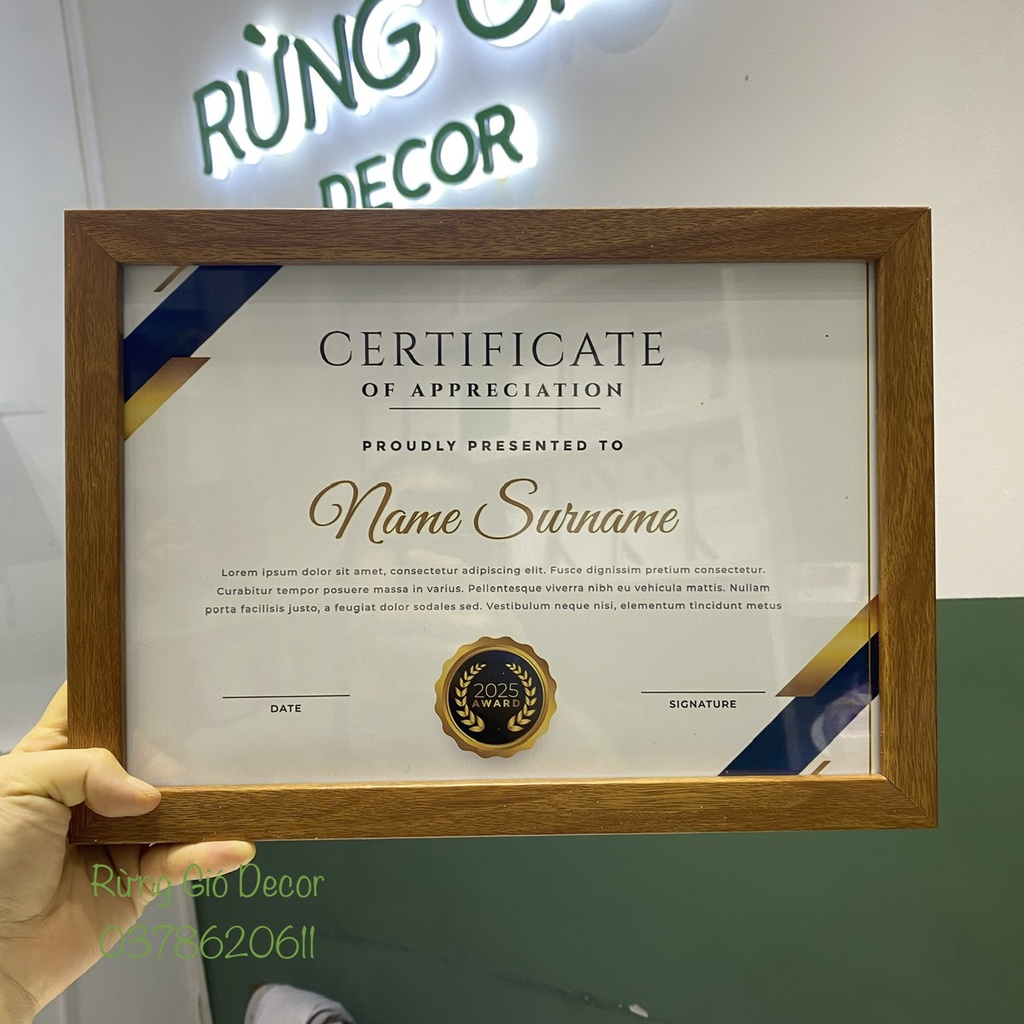 RỪNG
DECOR
CERTIFICATE
OF APPRECIATION
PROUDLY PRESENTED TO
Name Surname
Lorem ipsum dolor sit amet, consectetur adipiscing elit. Fusce dignissim pretium consectetur.
Curabitur tempor posuere massa in varius. Pellentesque viverra nibh eu vehicula mattis. Nullam
porta facilisis justo, a feugiat dolor sodales sed. Vestibulum neque nisi, elementum tincidunt metus
2025
AWARD
DATE
SIGNATURE
Rừng Gió Decor
0378620611